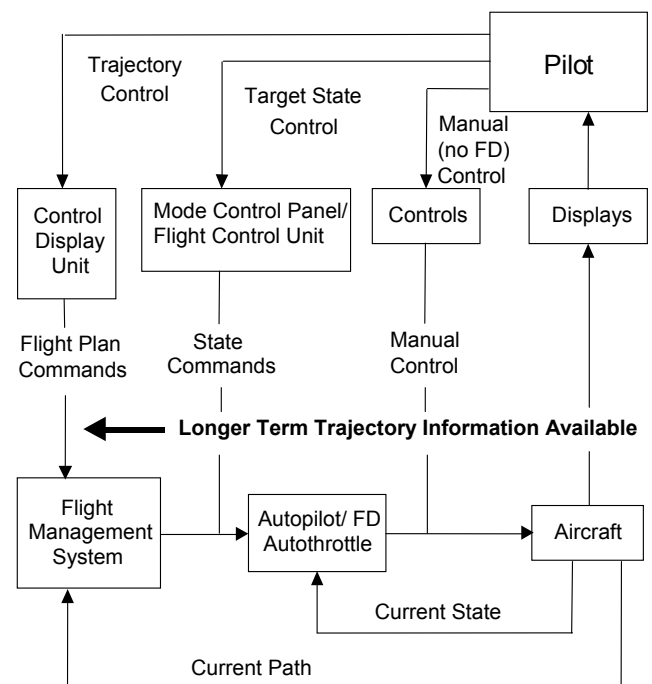 Pilot
Trajectory
Control
Target State
Control
Manual
(no FD)
Control
Control
Display
Unit
Mode Control Panel/
Flight Control Unit
Controls
Displays
Flight Plan
Commands
State
Commands
Manual
Control
Longer Term Trajectory Information Available
Flight
Management
System
Autopilot/ FD
Autothrottle
Aircraft
Current State
Current Path